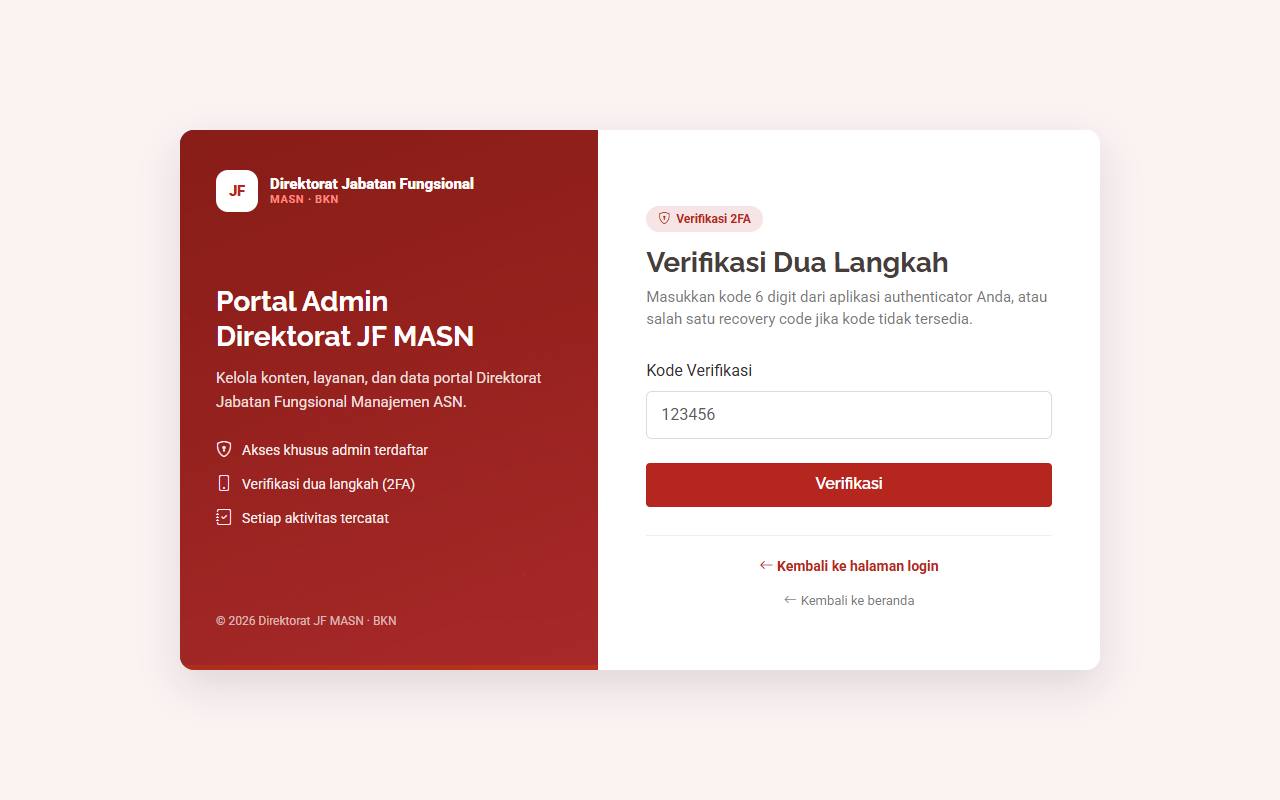 JF
Direktorat Jabatan Fungsional
MASN · BKN
Portal Admin
Direktorat JF MASN
Kelola konten, layanan, dan data portal Direktorat
Jabatan Fungsional Manajemen ASN.
Akses khusus admin terdaftar
Verifikasi dua langkah (2FA)
Setiap aktivitas tercatat
© 2026 Direktorat JF MASN · BKN
Verifikasi 2FA
Verifikasi Dua Langkah
Masukkan kode 6 digit dari aplikasi authenticator Anda, atau
salah satu recovery code jika kode tidak tersedia.
Kode Verifikasi
123456
Verifikasi
← Kembali ke halaman login
← Kembali ke beranda